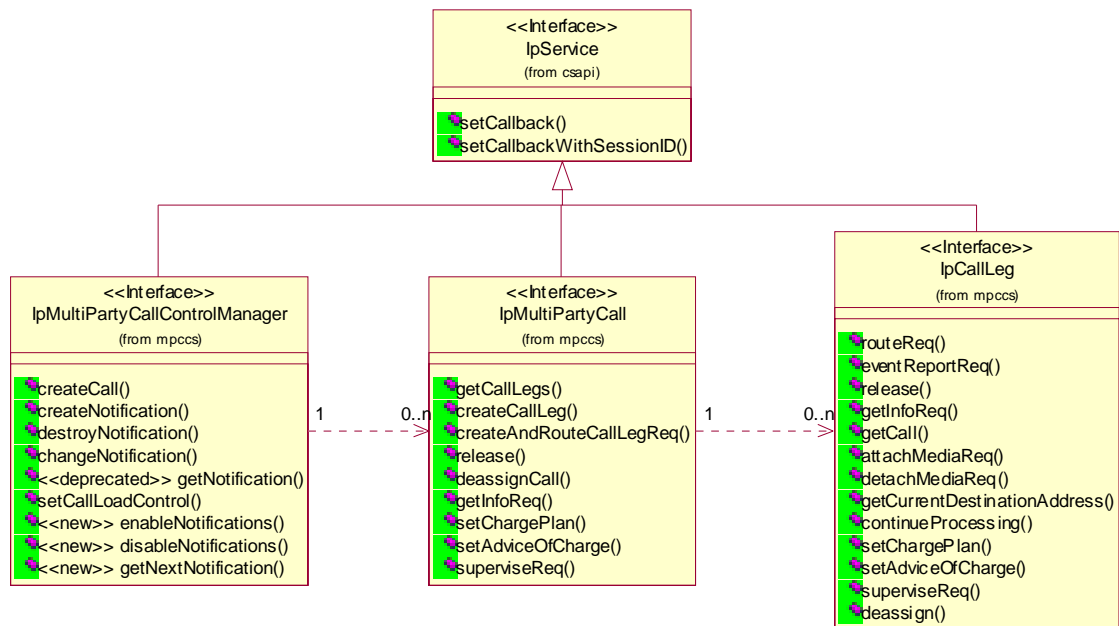 <<Interface>>
IpService
(from csapi)
setCallback()
setCallbackWithSessionID()
<<Interface>>
IpMultiPartyCallControlManager
(from mpccs)
createCall()
createNotification()
destroyNotification()
changeNotification()
<<deprecated>> getNotification()
setCallLoadControl()
<<new>> enableNotifications()
<<new>> disableNotifications()
<<new>> getNextNotification()
1
0..n
<<Interface>>
IpMultiPartyCall
(from mpccs)
getCallLegs()
createCallLeg()
createAndRouteCallLegReq()
release()
deassignCall()
getInfoReq()
setChargePlan()
setAdviceOfCharge()
superviseReq()
1
0..n
<<Interface>>
IpCallLeg
(from mpccs)
routeReq()
eventReportReq()
release()
getInfoReq()
getCall()
attachMediaReq()
detachMediaReq()
getCurrentDestinationAddress()
continueProcessing()
setChargePlan()
setAdviceOfCharge()
superviseReq()
deassign()